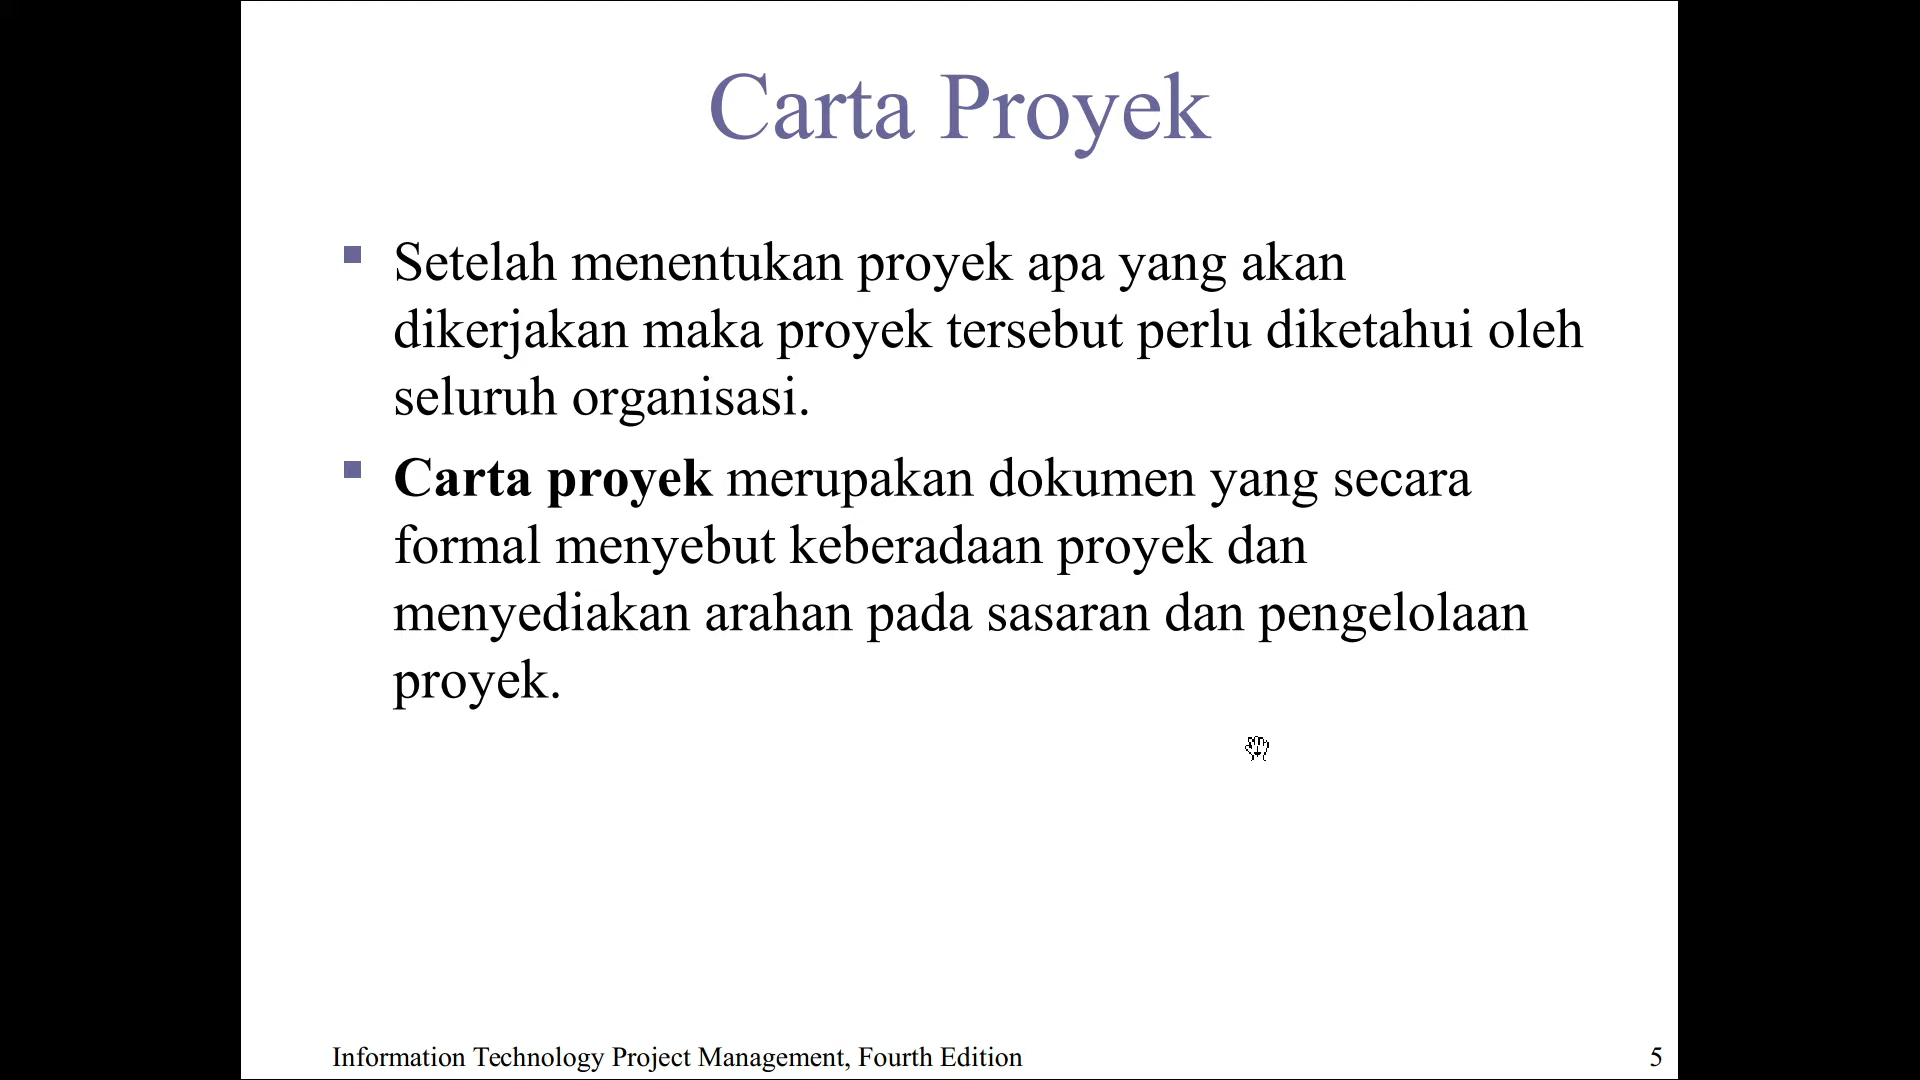 Carta Proyek
Setelah menentukan proyek apa yang akan
dikerjakan maka proyek tersebut perlu diketahui oleh
seluruh organisasi.
Carta proyek merupakan dokumen yang secara
formal menyebut keberadaan proyek dan
menyediakan arahan pada sasaran dan pengelolaan
proyek.
Information Technology Project Management, Fourth Edition
5